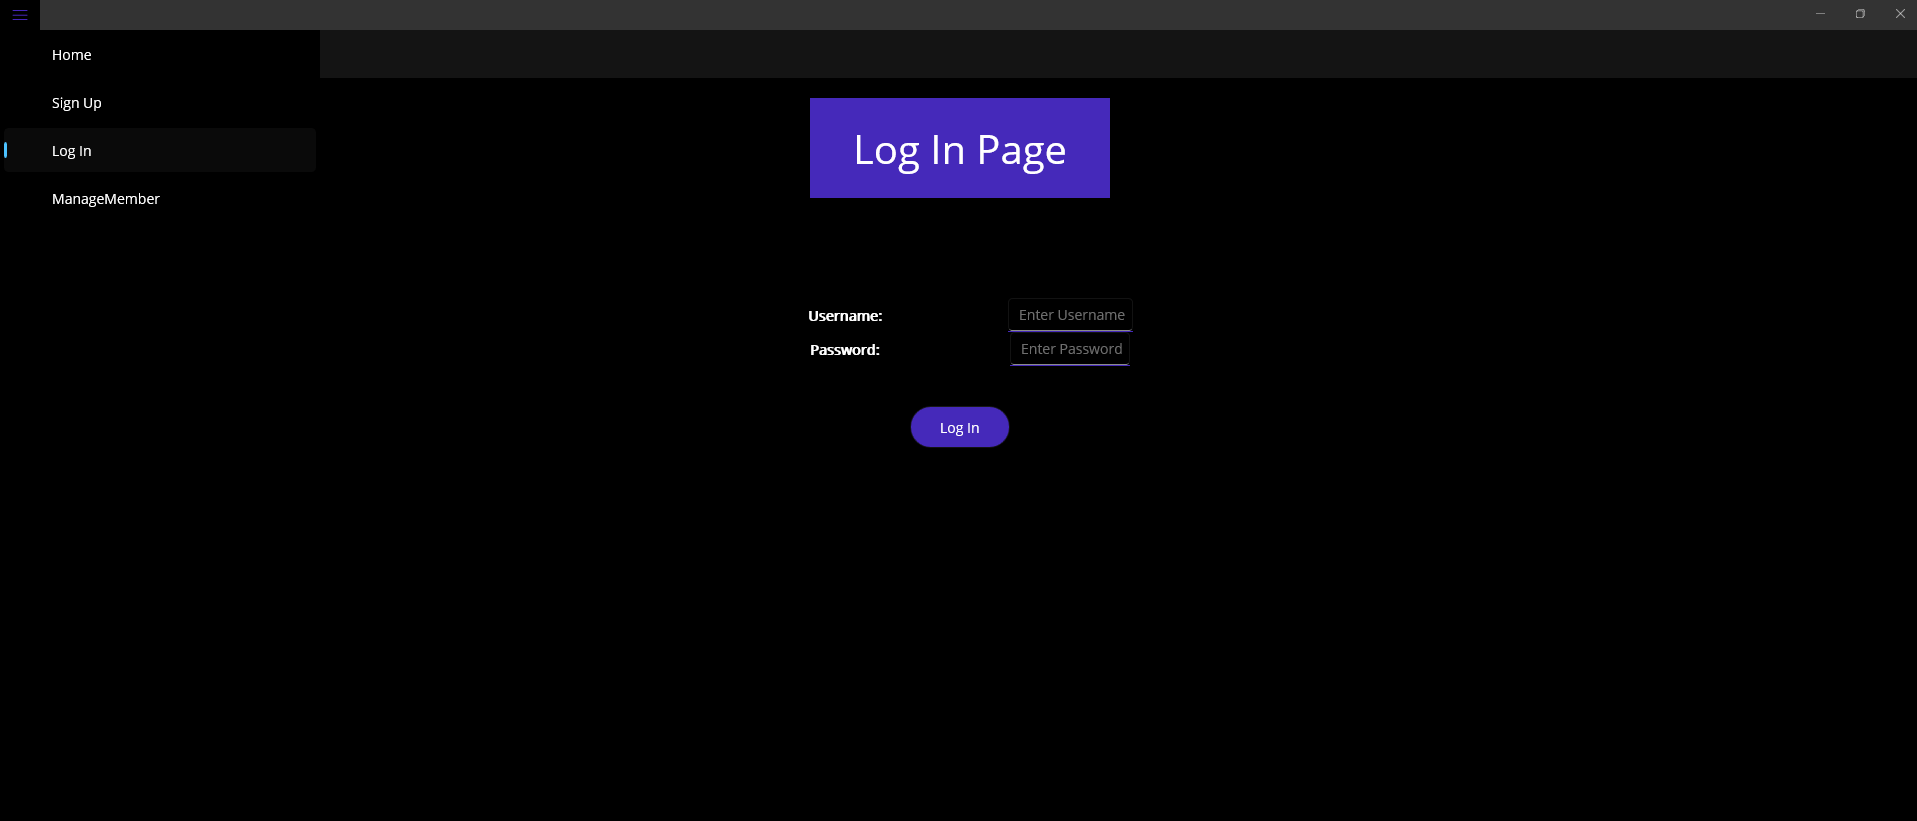 Home
Sign Up
Log In
ManageMember
Log In Page
Username: Enter Username
Password: Enter Password
Log In